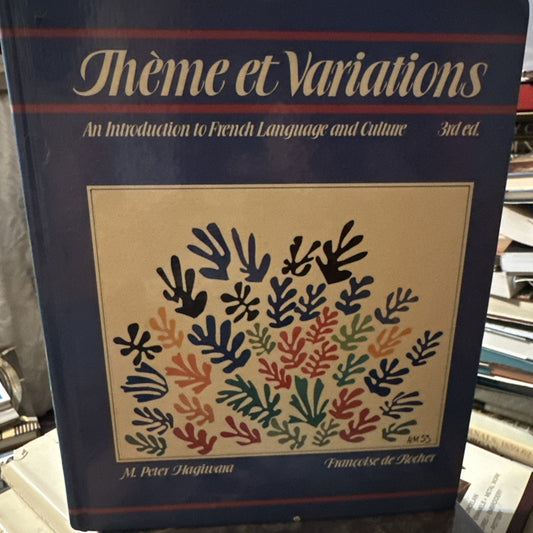 Thème et Variations
An Introduction to French Language and Culture 3rd ed.
HM 53
M. Peter Hagiwara Françoise de Rocher